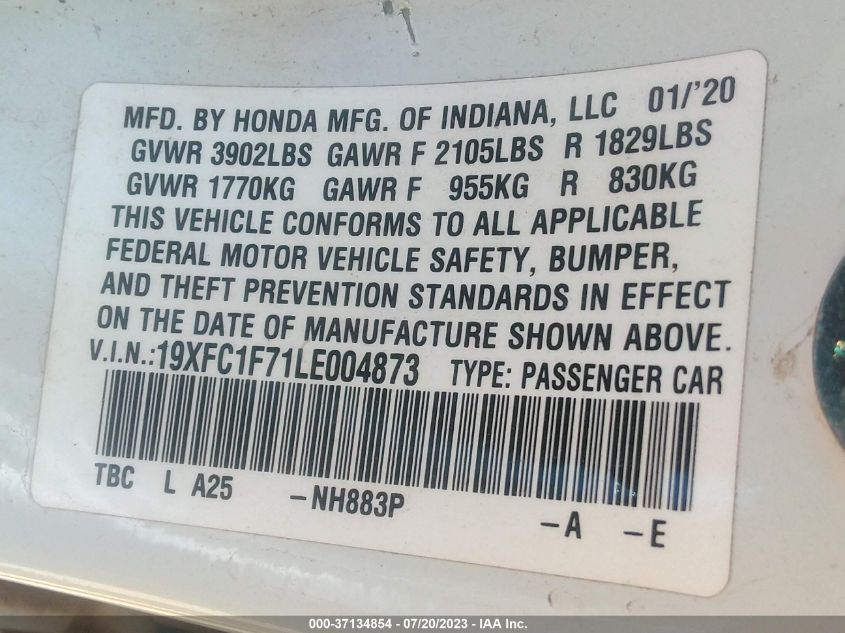 MFD. BY HONDA MFG. OF INDIANA, LLC 01/'20
GVWR 3902LBS GAWR F 2105LBS R 1829LBS
GVWR 1770KG GAWR F 955KG R 830KG
THIS VEHICLE CONFORMS TO ALL APPLICABLE
FEDERAL MOTOR VEHICLE SAFETY, BUMPER,
AND THEFT PREVENTION STANDARDS IN EFFECT
ON THE DATE OF MANUFACTURE SHOWN ABOVE.
V.I.N.:19XFC1F71LE004873 TYPE: PASSENGER CAR
TBC L A25 -NH883P -A -E
000-37134854 - 07/20/2023 - IAA Inc.